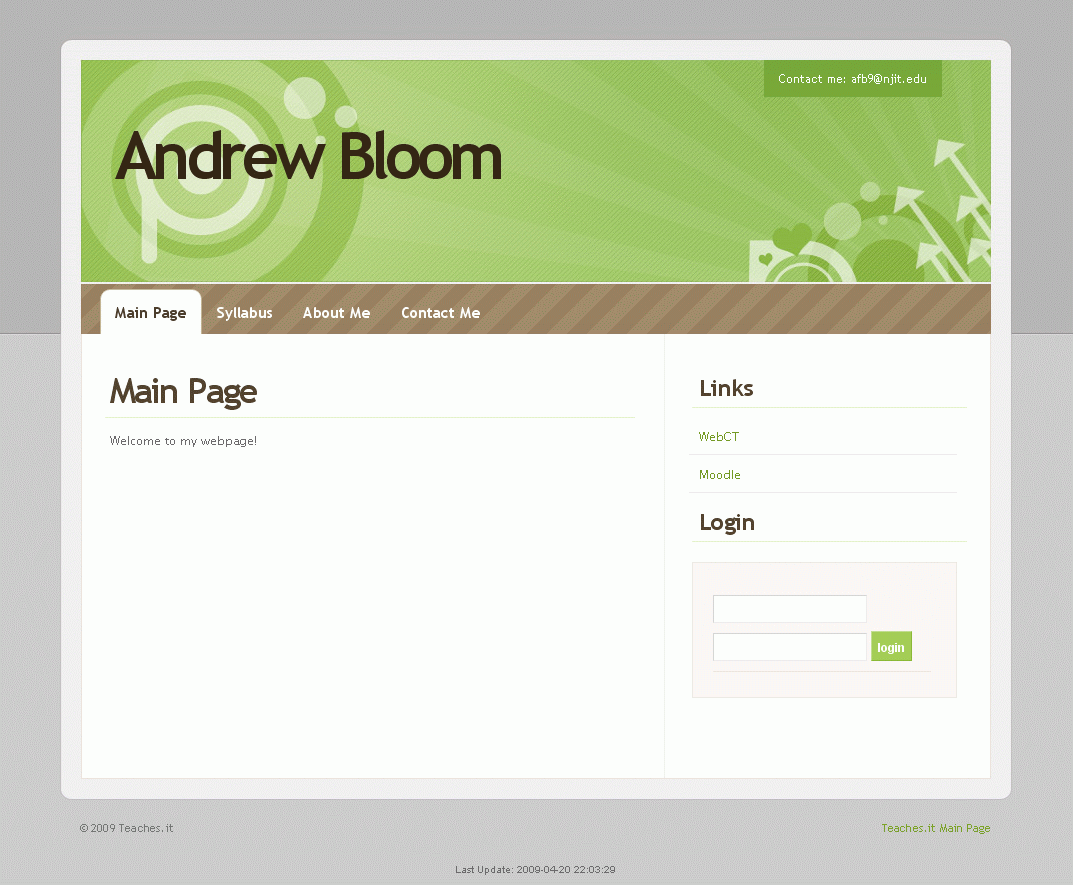 Contact me: afb9@njit.edu
Andrew Bloom
Main Page Syllabus About Me Contact Me
Main Page
Welcome to my webpage!
Links
WebCT
Moodle
Login
login
© 2009 Teaches.it
Teaches.it Main Page
Last Update: 2009-04-20 22:03:29